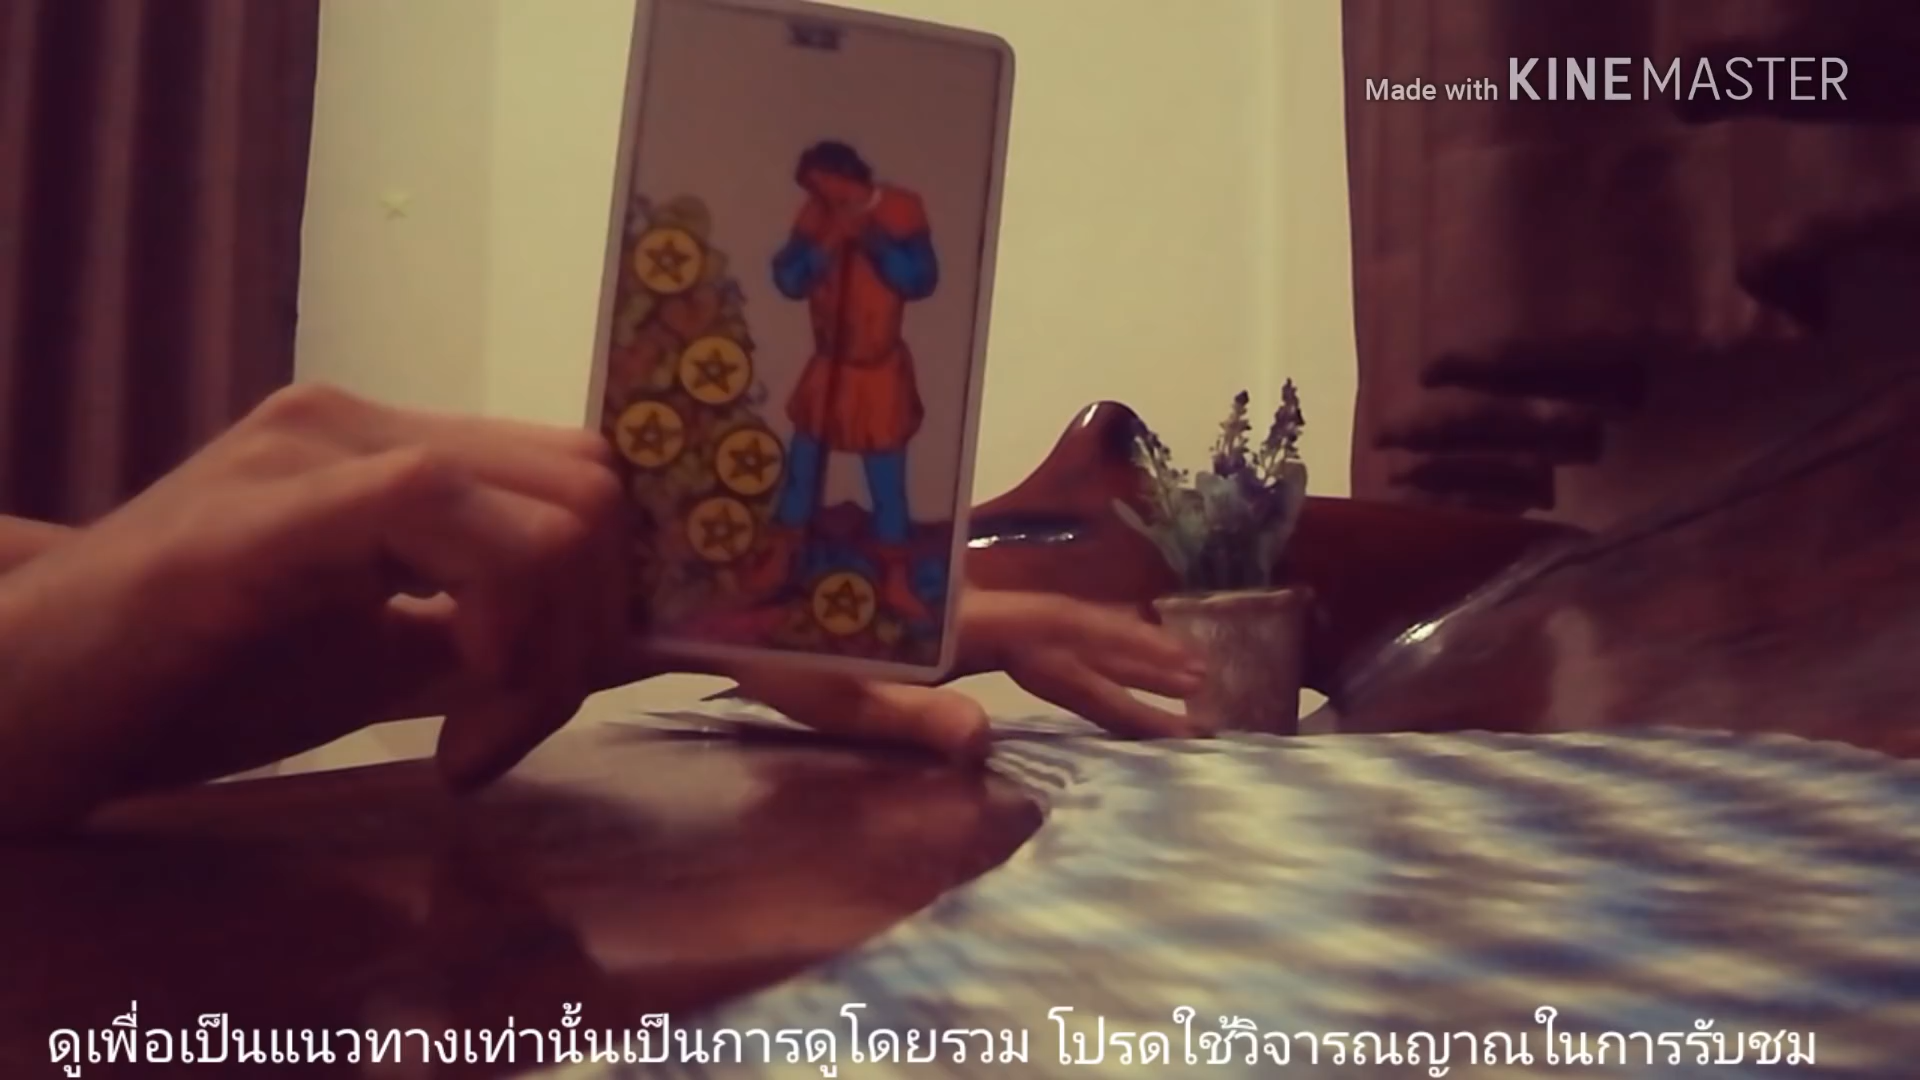 Made with KINEMASTER
ดูเพื่อเป็นแนวทางเท่านั้นเป็นการดูโดยรวม โปรดใช้วิจารณญาณในการรับชม